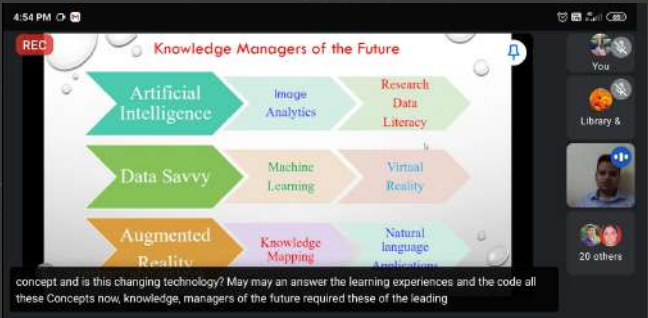 4:54 PM
REC
Knowledge Managers of the Future
You
Artificial
Intelligence
Image
Analytics
Research
Data
Literacy
Library &
Data Savvy
Machine
Learning
Virtual
Reality
Augmented
Reality
Knowledge
Mapping
Natural
language
Applications
20 others
concept and is this changing technology? May may an answer the learning experiences and the code all
these Concepts now, knowledge, managers of the future required these of the leading